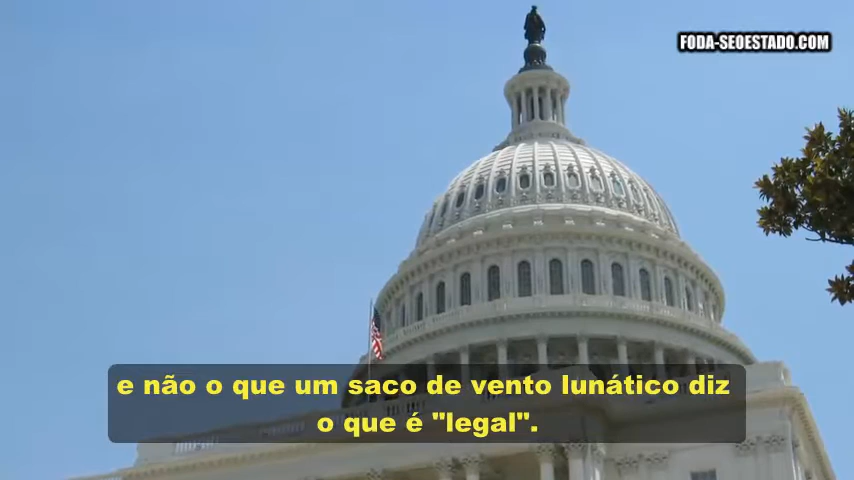 FODA-SEOESTADO.COM
e não o que um saco de vento lunático diz
o que é "legal".